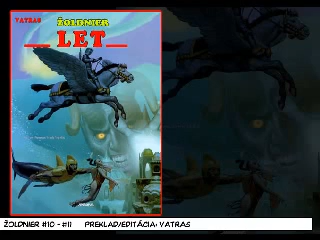 VATRAS
ŽOLDNIER
LET
ŽOLDNIER #10 - #11 PREKLAD/EDITÁCIA: VATRAS